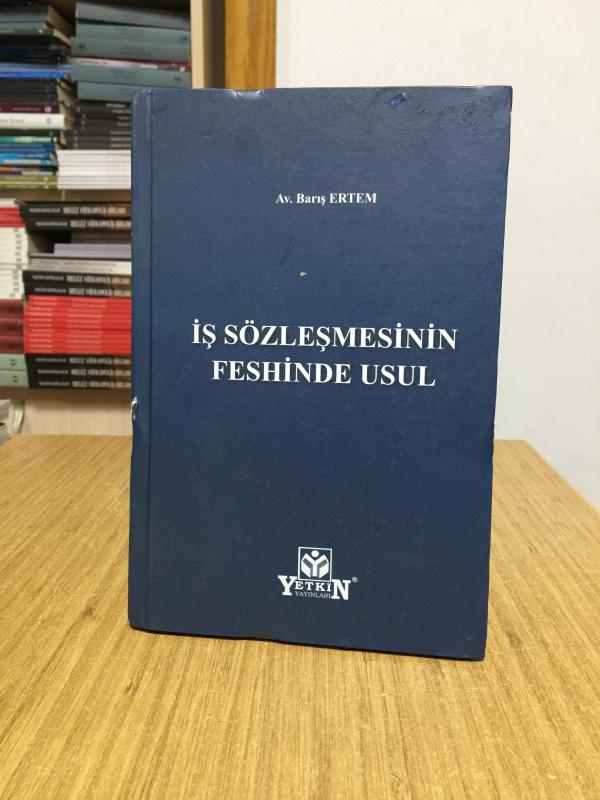 Av. Barış ERTEM
İŞ SÖZLEŞMESİNİN
FESHİNDE USUL
YETKİN®
YAYINLARI